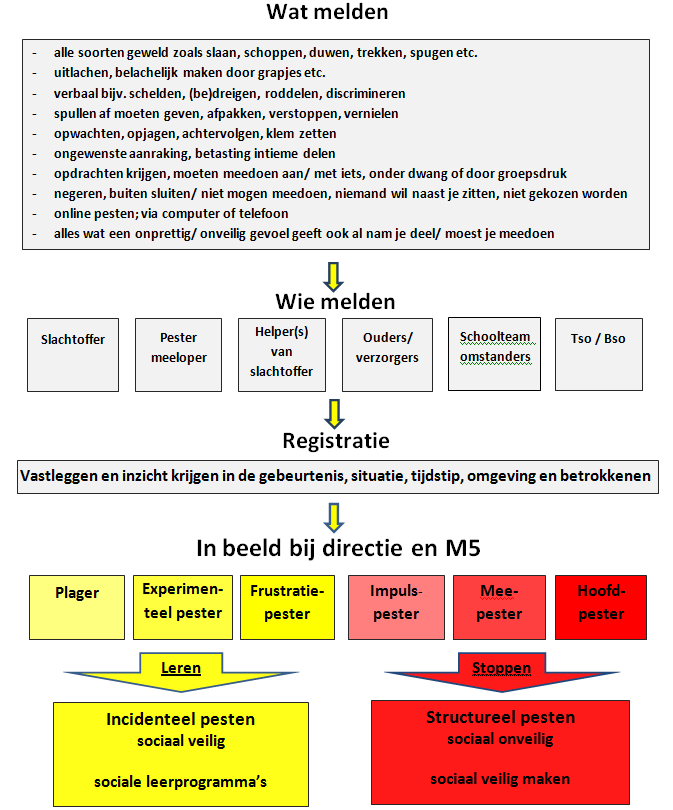 Wat melden
- alle soorten geweld zoals slaan, schoppen, duwen, trekken, spugen etc.
- uitlachen, belachelijk maken door grapjes etc.
- verbaal bijv. schelden, (be)dreigen, roddelen, discrimineren
- spullen af moeten geven, afpakken, verstoppen, vernielen
- opwachten, opjagen, achtervolgen, klem zetten
- ongewenste aanraking, betasting intieme delen
- opdrachten krijgen, moeten meedoen aan/ met iets, onder dwang of door groepsdruk
- negeren, buiten sluiten/ niet mogen meedoen, niemand wil naast je zitten, niet gekozen worden
- online pesten; via computer of telefoon
- alles wat een onprettig/ onveilig gevoel geeft ook al nam je deel/ moest je meedoen
Wie melden
Slachtoffer
Pester
meeloper
Helper(s)
van
slachtoffer
Ouders/
verzorgers
Schoolteam
omstanders
Tso / Bso
Registratie
Vastleggen en inzicht krijgen in de gebeurtenis, situatie, tijdstip, omgeving en betrokkenen
In beeld bij directie en M5
Plager
Experimen-
teel pester
Frustratie-
pester
Impuls-
pester
Mee-
pester
Hoofd-
pester
Leren
Stoppen
Incidenteel pesten
sociaal veilig
sociale leerprogramma's
Structureel pesten
sociaal onveilig
sociaal veilig maken